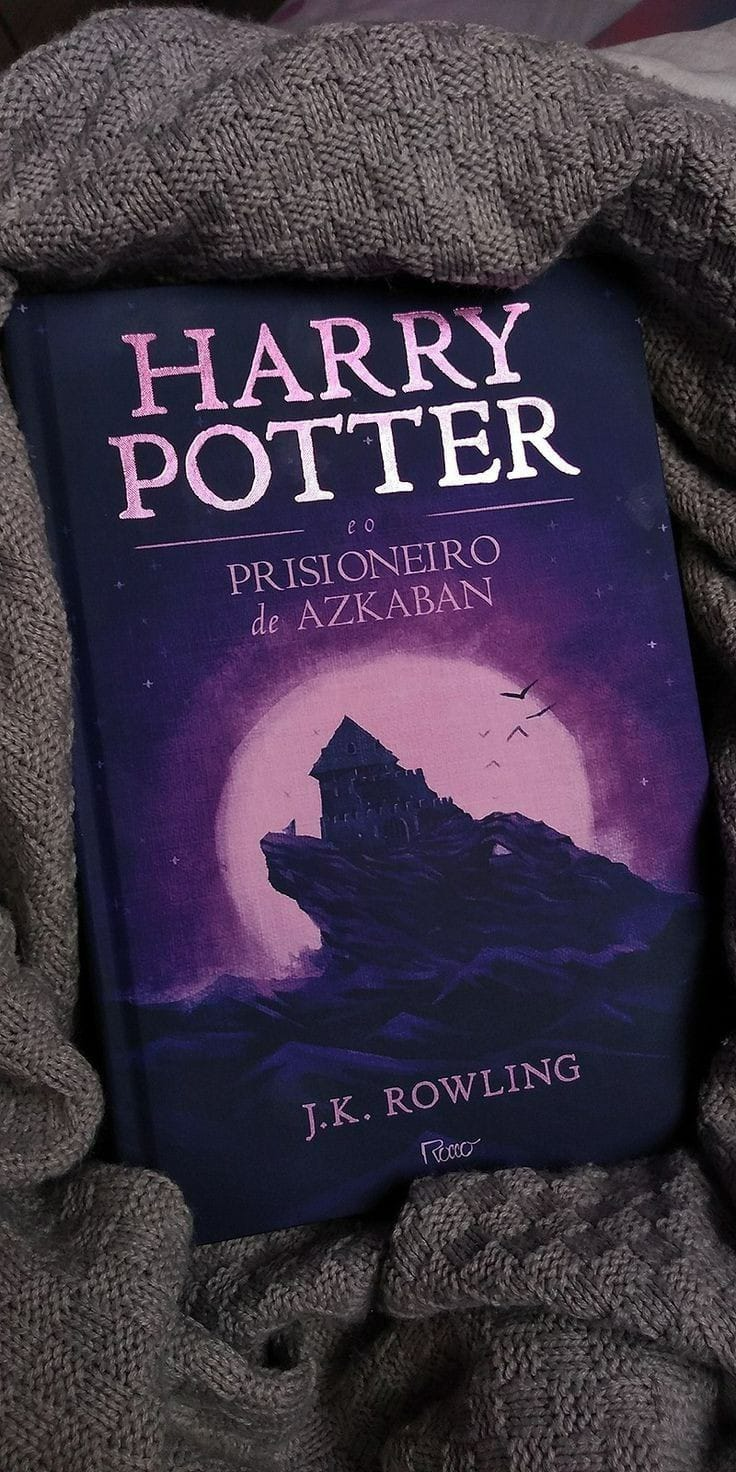 HARRY
POTTER
e o
PRISIONEIRO
de AZKABAN
J.K. ROWLING
Rocco